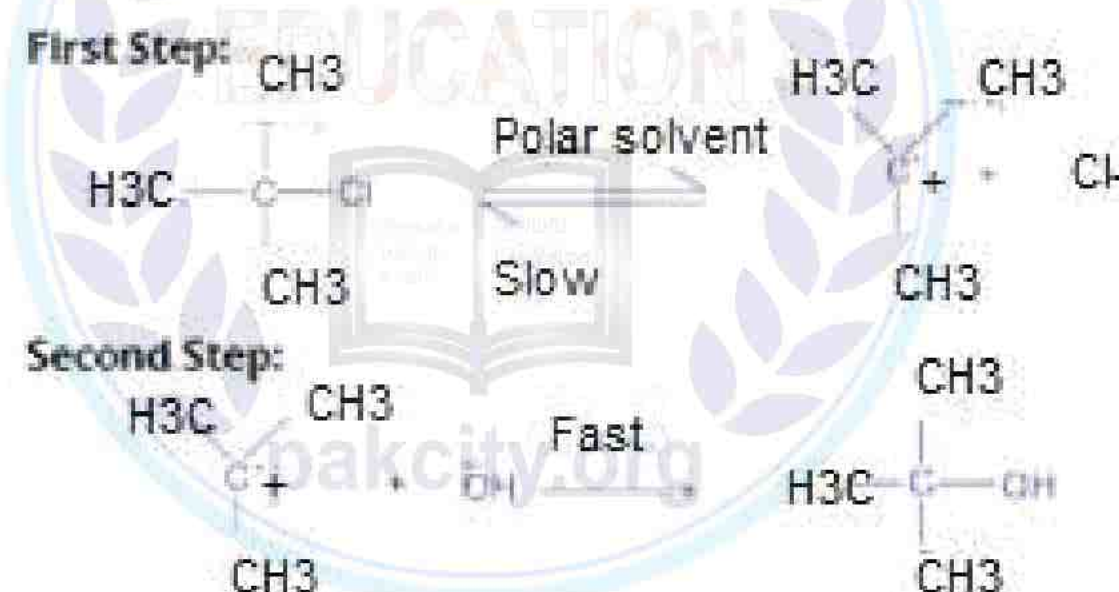 EDUCATION
First Step:
CH3
H3C CH3
Polar solvent
H3C C Cl
C + +
Slow
CH3
CH3
Second Step:
CH3
H3C CH3
Fast
pakcity.org
C + + OH
H3C C OH
CH3
CH3